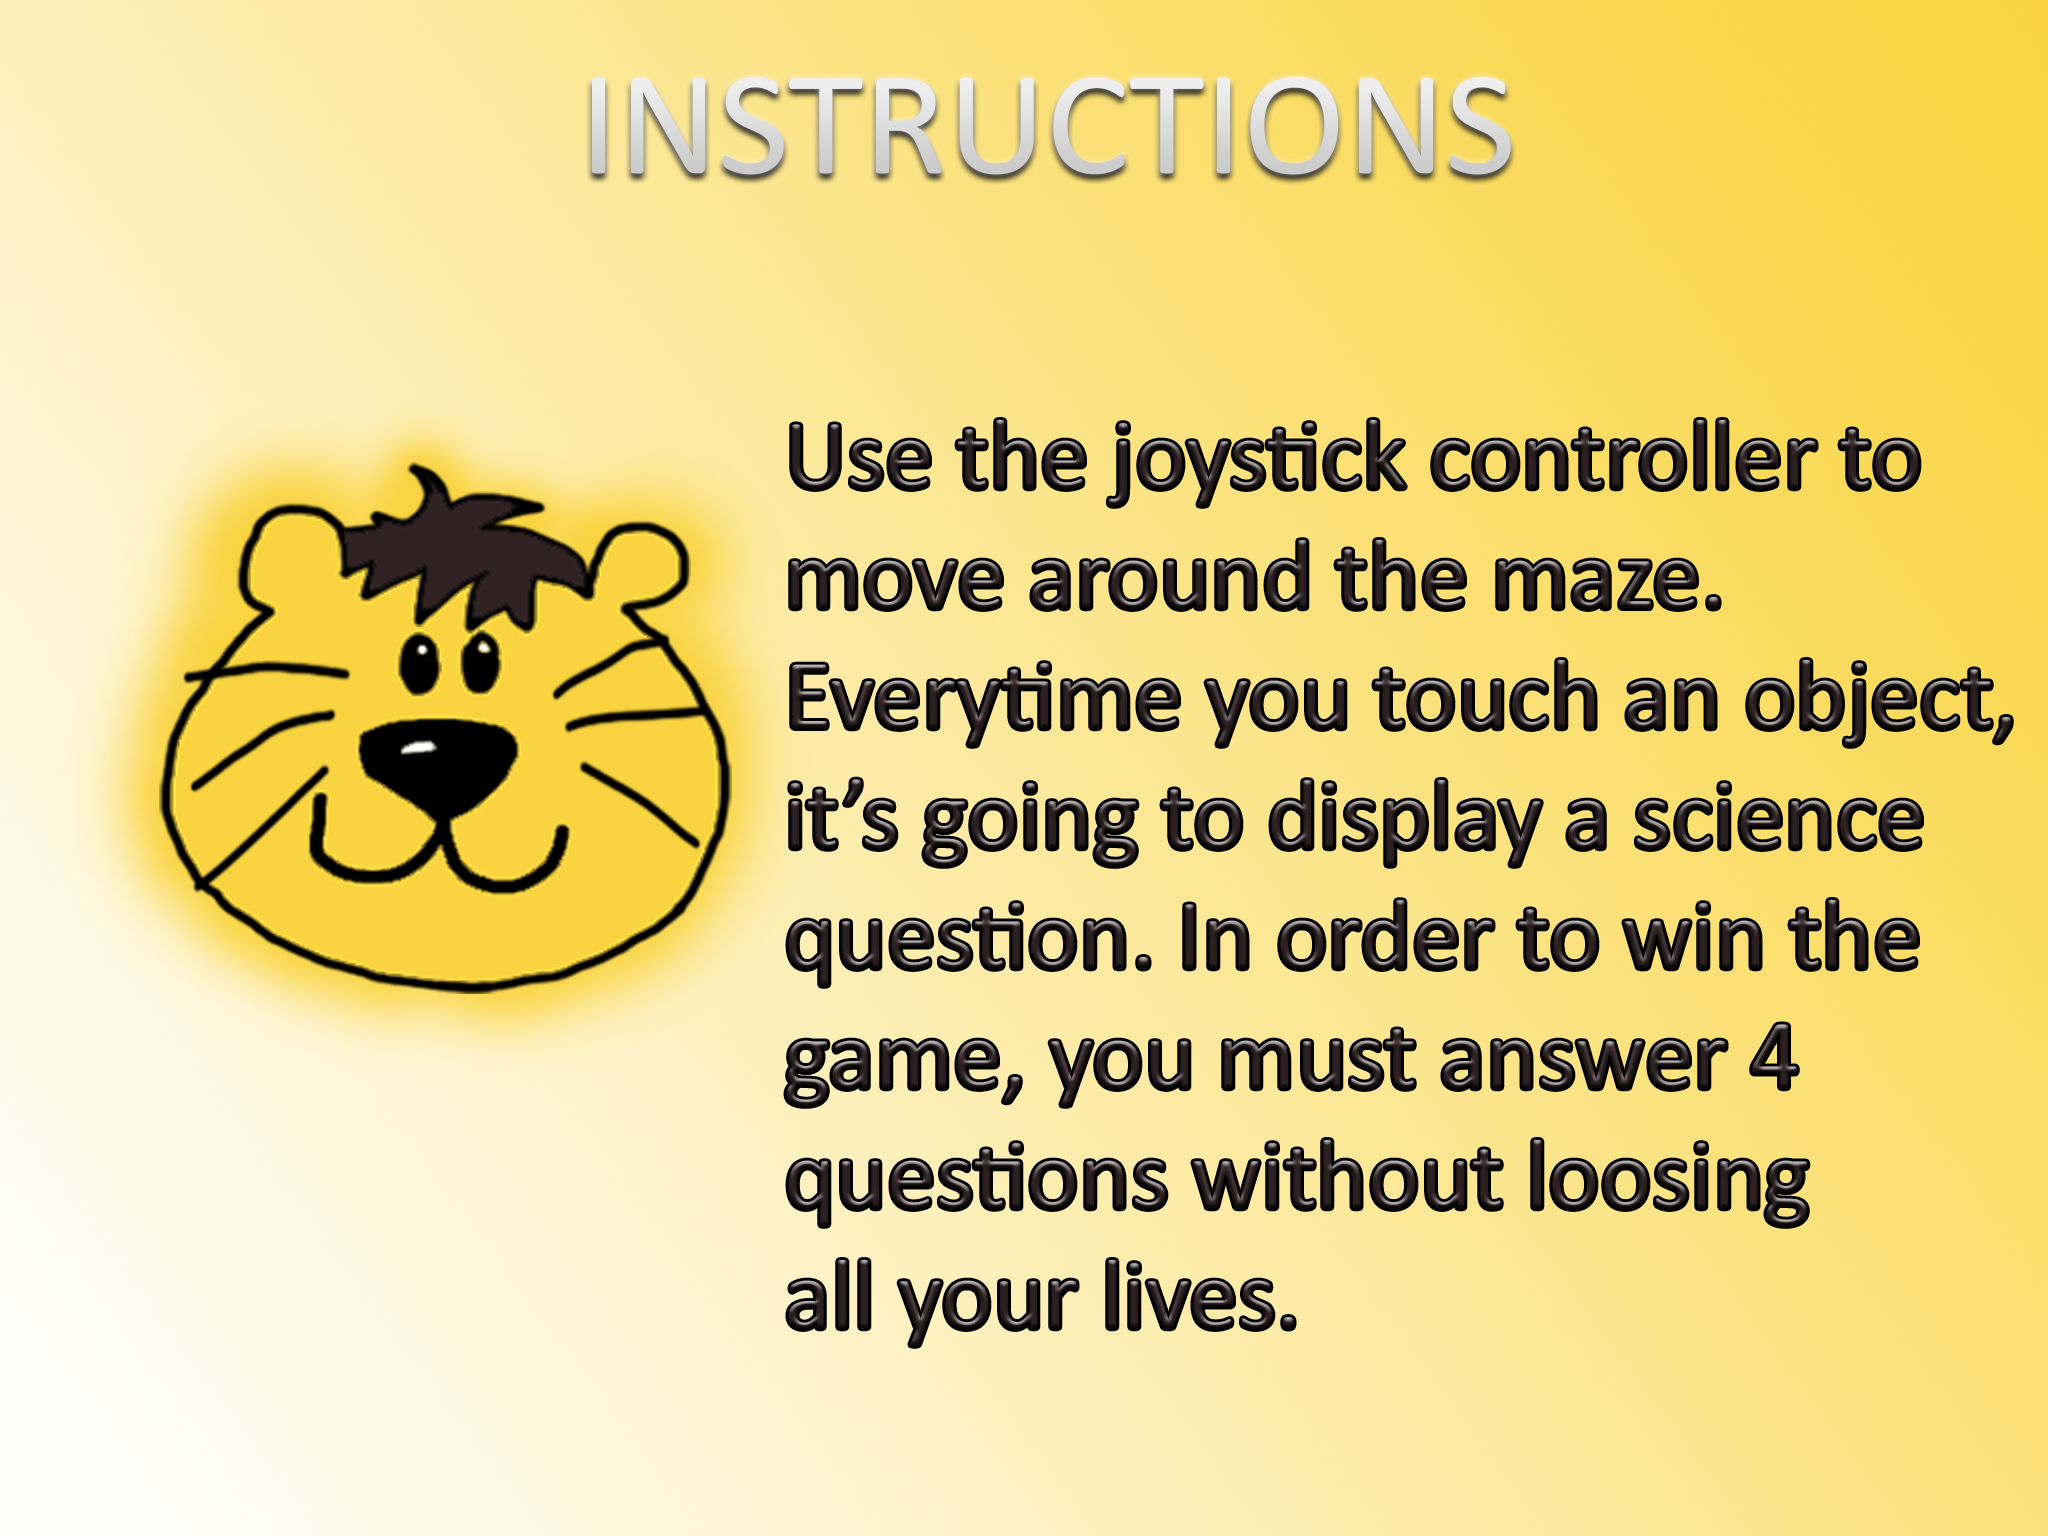 INSTRUCTIONS
Use the joystick controller to
move around the maze.
Everytime you touch an object,
it’s going to display a science
question. In order to win the
game, you must answer 4
questions without loosing
all your lives.